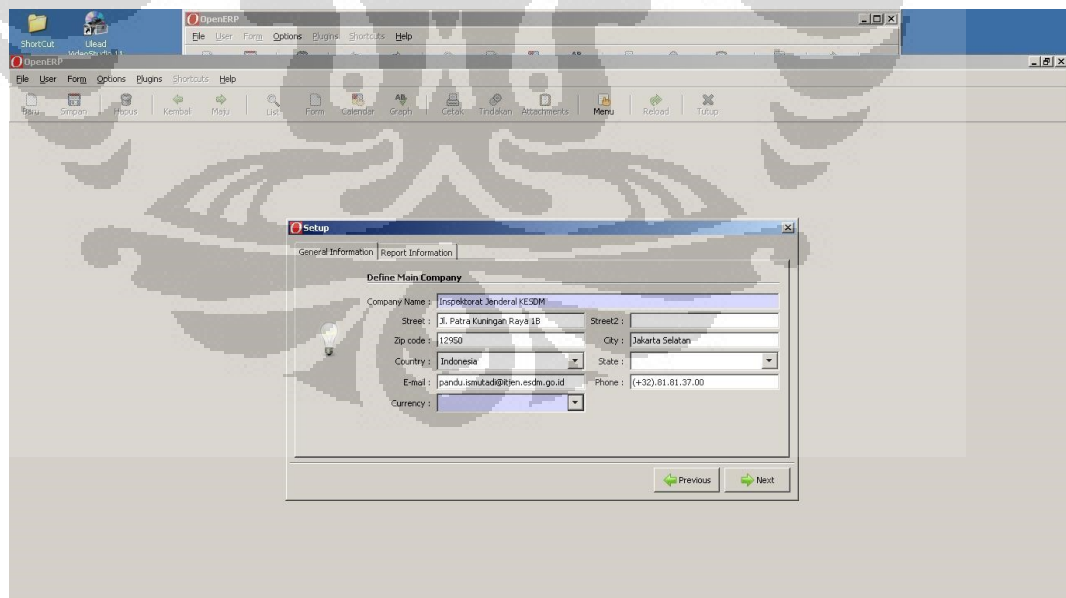 OpenERP
File User Form Options Plugins Shortcuts Help
ShortCut
Ulead
VideoStudio 11
OpenERP
File User Form Options Plugins Shortcuts Help
Baru Simpan Hapus Kembali Maju List Form Calendar Graph Cetak Tindakan Attachments Menu Reload Tutup
Setup
General Information Report Information
Define Main Company
Company Name : Inspektorat Jenderal KESDM
Street : Jl. Patra Kuningan Raya 1B Street2 :
Zip code : 12950 City : Jakarta Selatan
Country : Indonesia State :
E-mail : pandu.ismutadi@itjen.esdm.go.id Phone : (+32).81.81.37.00
Currency :
Previous Next